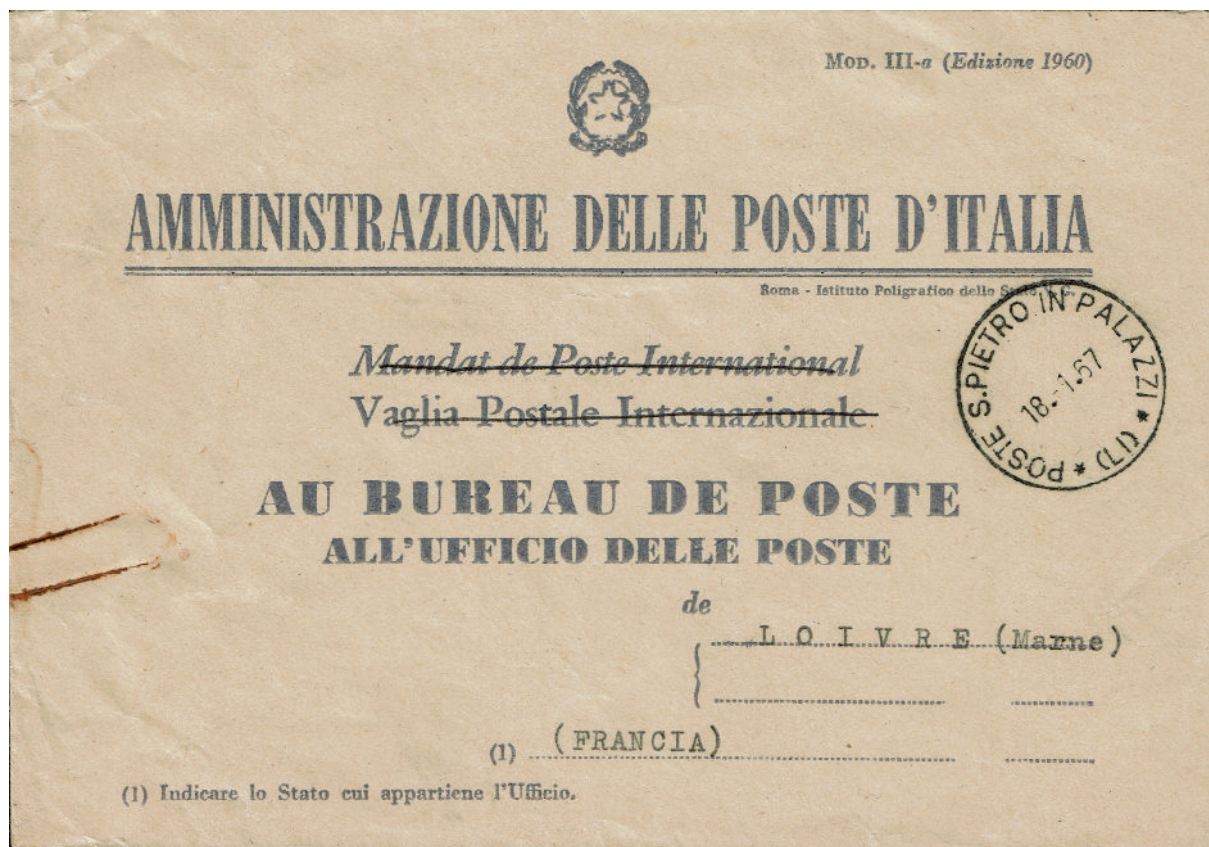 MOD. III-a (Edizione 1960)
AMMINISTRAZIONE DELLE POSTE D'ITALIA
Roma - Istituto Poligrafico dello Stato V.C.
Mandat de Poste International
Vaglia Postale Internazionale
POSTE S.PIETRO IN PALAZZI * (LI) *
18.-1.67
AU BUREAU DE POSTE
ALL'UFFICIO DELLE POSTE
de
LOIVRE (Marne)
(1) (FRANCIA)
(1) Indicare lo Stato cui appartiene l'Ufficio.